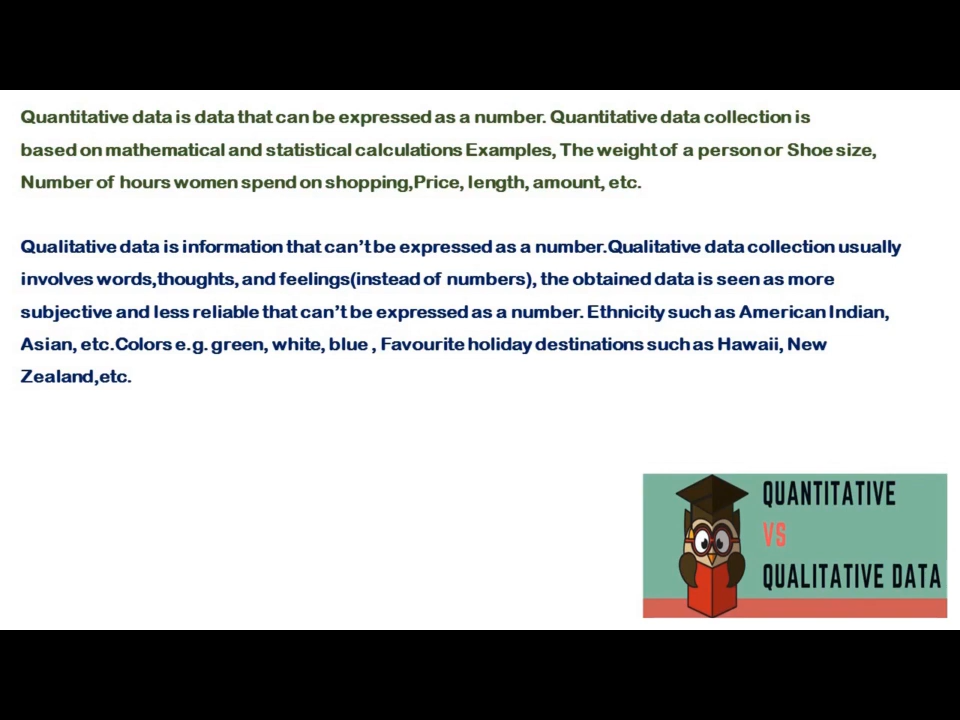 Quantitative data is data that can be expressed as a number. Quantitative data collection is
based on mathematical and statistical calculations Examples, The weight of a person or Shoe size,
Number of hours women spend on shopping,Price, length, amount, etc.
Qualitative data is information that can't be expressed as a number.Qualitative data collection usually
involves words,thoughts, and feelings(instead of numbers), the obtained data is seen as more
subjective and less reliable that can't be expressed as a number. Ethnicity such as American Indian,
Asian, etc.Colors e.g. green, white, blue , Favourite holiday destinations such as Hawaii, New
Zealand,etc.
QUANTITATIVE
VS
QUALITATIVE DATA